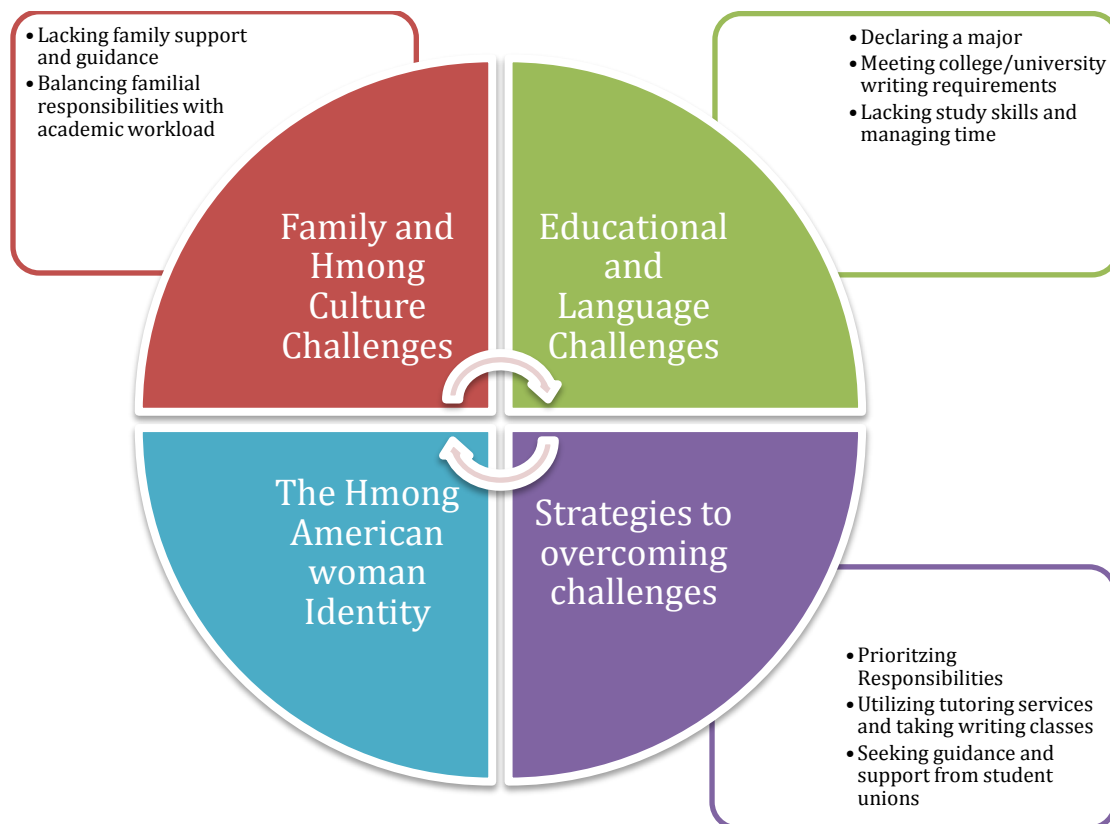 • Lacking family support
and guidance
• Balancing familial
responsibilities with
academic workload
• Declaring a major
• Meeting college/university
writing requirements
• Lacking study skills and
managing time
Family and
Hmong
Culture
Challenges
Educational
and
Language
Challenges
The Hmong
American
woman
Identity
Strategies to
overcoming
challenges
• Prioritzing
Responsibilities
• Utilizing tutoring services
and taking writing classes
• Seeking guidance and
support from student
unions